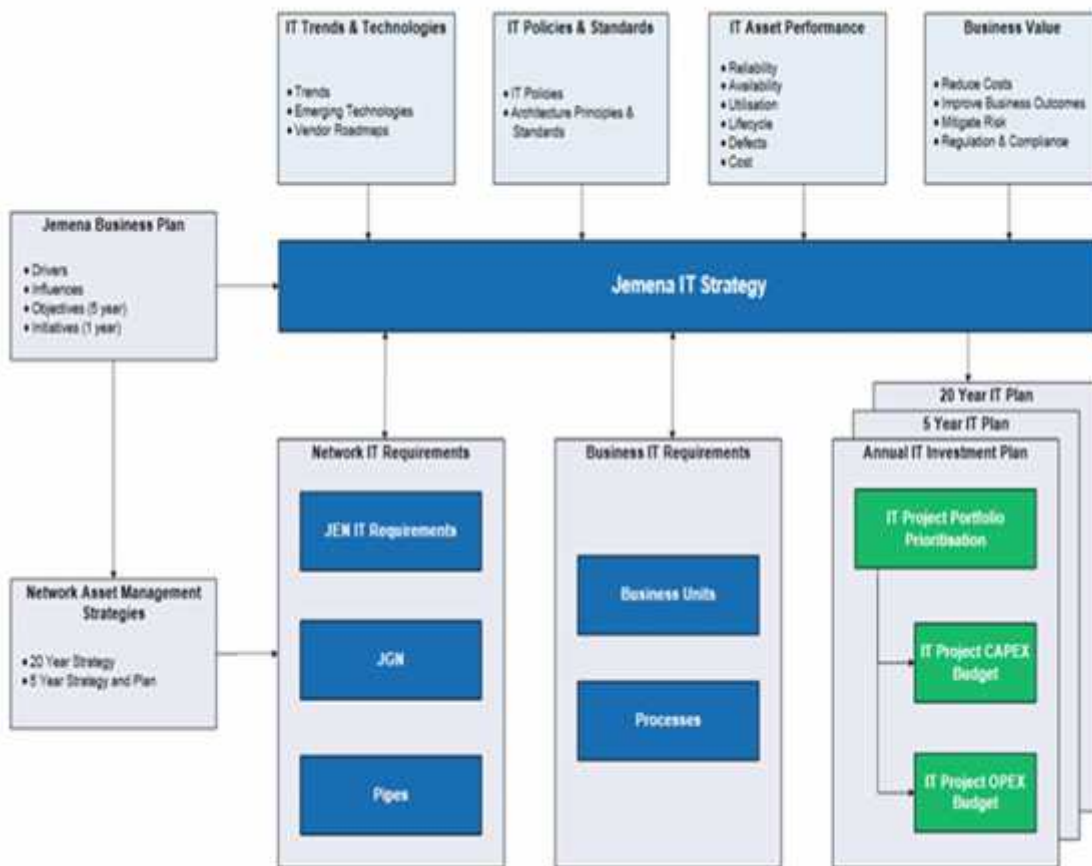 IT Trends & Technologies
♦ Trends
♦ Emerging Technologies
♦ Vendor Roadmaps
IT Policies & Standards
♦ IT Policies
♦ Architecture Principles &
Standards
IT Asset Performance
♦ Reliability
♦ Availability
♦ Utilisation
♦ Lifecycle
♦ Defects
♦ Cost
Business Value
♦ Reduce Costs
♦ Improve Business Outcomes
♦ Mitigate Risk
♦ Regulation & Compliance
Jemena Business Plan
♦ Drivers
♦ Influences
♦ Objectives (5 year)
♦ Initiatives (1 year)
Jemena IT Strategy
Network Asset Management
Strategies
♦ 20 Year Strategy
♦ 5 Year Strategy and Plan
Network IT Requirements
JEN IT Requirements
JGN
Pipes
Business IT Requirements
Business Units
Processes
20 Year IT Plan
5 Year IT Plan
Annual IT Investment Plan
IT Project Portfolio
Prioritisation
IT Project CAPEX
Budget
IT Project OPEX
Budget